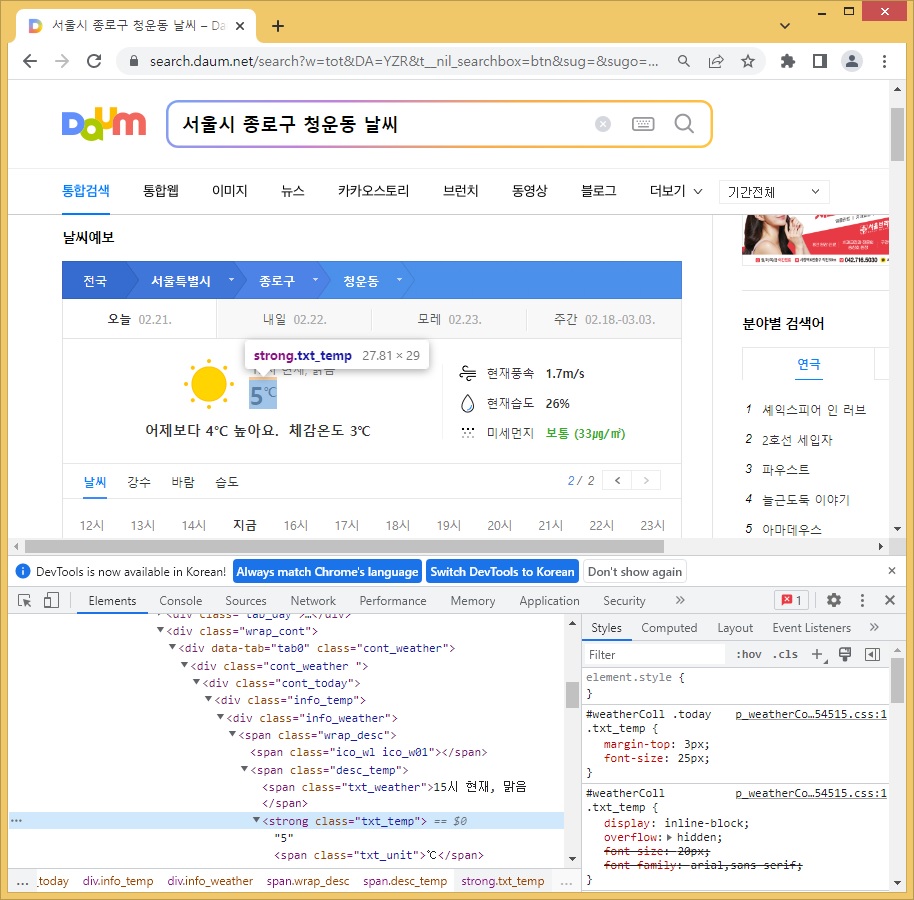 서울시 종로구 청운동 날씨 – Da
search.daum.net/search?w=tot&DA=YZR&t__nil_searchbox=btn&sug=&sugo=...
Daum
서울시 종로구 청운동 날씨
통합검색 통합웹 이미지 뉴스 카카오스토리 브런치 동영상 블로그 더보기 기간전체
날씨예보
전국 서울특별시 종로구 청운동
오늘 02.21. 내일 02.22. 모레 02.23. 주간 02.18.-03.03.
strong.txt_temp 27.81 × 29
5℃
어제보다 4℃ 높아요. 체감온도 3℃
현재풍속 1.7m/s
현재습도 26%
미세먼지 보통 (33㎍/㎥)
날씨 강수 바람 습도 2 / 2
12시 13시 14시 지금 16시 17시 18시 19시 20시 21시 22시 23시
042.716.5030
분야별 검색어
연극
1 셰익스피어 인 러브
2 2호선 세입자
3 파우스트
4 늘근도둑 이야기
5 아마데우스
DevTools is now available in Korean! Always match Chrome's language Switch DevTools to Korean Don't show again
Elements Console Sources Network Performance Memory Application Security » 1
<div class="tab_day">…</div>
<div class="wrap_cont">
<div data-tab="tab0" class="cont_weather">
<div class="cont_weather ">
<div class="cont_today">
<div class="info_temp">
<div class="info_weather">
<span class="wrap_desc">
<span class="ico_wl ico_w01"></span>
<span class="desc_temp">
<span class="txt_weather">15시 현재, 맑음
</span>
<strong class="txt_temp"> == $0
"5"
<span class="txt_unit">℃</span>
... _today div.info_temp div.info_weather span.wrap_desc span.desc_temp strong.txt_temp ...
Styles Computed Layout Event Listeners »
Filter :hov .cls +
element.style {
}
#weatherColl .today p_weatherCo…54515.css:1
.txt_temp {
margin-top: 3px;
font-size: 25px;
}
#weatherColl p_weatherCo…54515.css:1
.txt_temp {
display: inline-block;
overflow: hidden;
font-size: 20px;
font-family: arial,sans-serif;
}